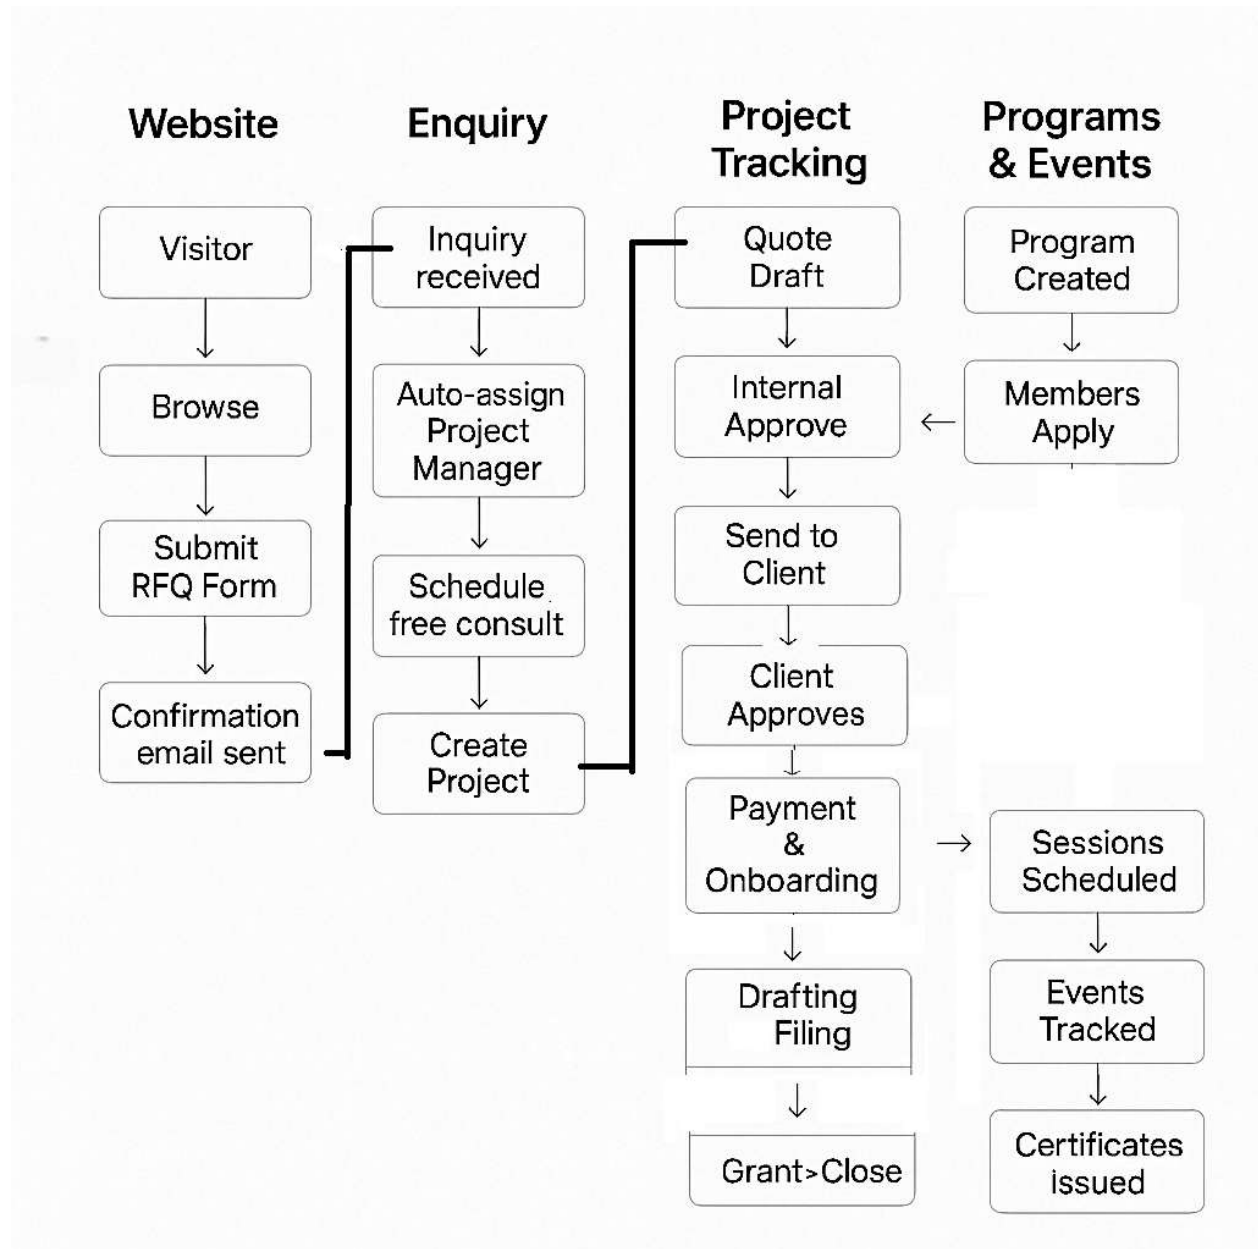 Website
Visitor
Browse
Submit
RFQ Form
Confirmation
email sent
Enquiry
Inquiry
received
Auto-assign
Project
Manager
Schedule
free consult
Create
Project
Project
Tracking
Quote
Draft
Internal
Approve
Send to
Client
Client
Approves
Payment
&
Onboarding
Drafting
Filing
Grant>Close
Programs
& Events
Program
Created
Members
Apply
Sessions
Scheduled
Events
Tracked
Certificates
issued